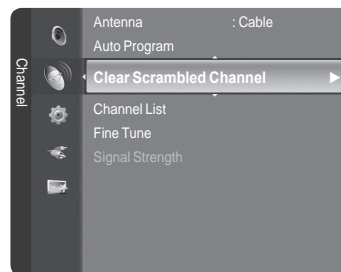 Channel
Antenna : Cable
Auto Program
Clear Scrambled Channel
Channel List
Fine Tune
Signal Strength